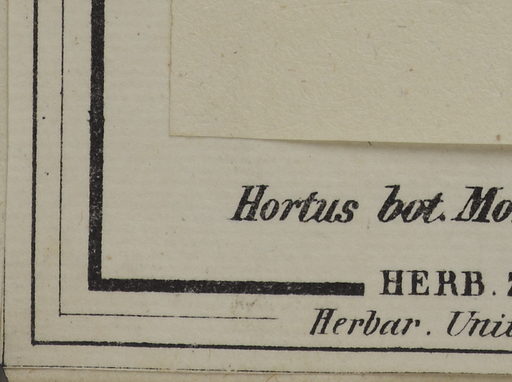 Hortus bot. Mo
HERB.
Herbar. Uni